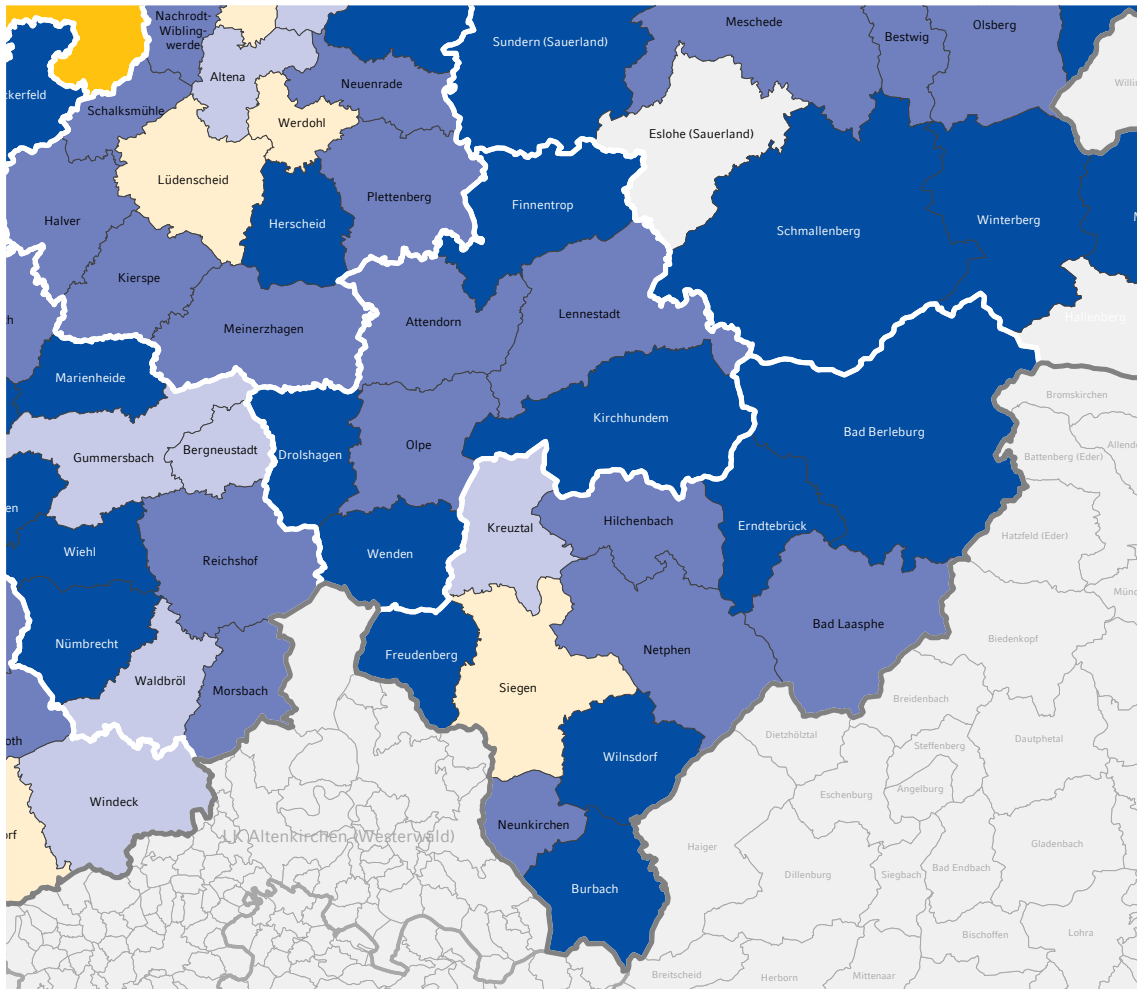 Nachrodt-
Wibling-
werde
Meschede
Bestwig
Olsberg
Sundern (Sauerland)
Altena
Neuenrade
ckerfeld
Schalksmühle
Werdohl
Eslohe (Sauerland)
Lüdenscheid
Plettenberg
Finnentrop
Halver
Herscheid
Schmallenberg
Winterberg
Kierspe
Meinerzhagen
Attendorn
Lennestadt
Hallenberg
Marienheide
Kirchhundem
Bad Berleburg
Bromskirchen
Gummersbach
Bergneustadt
Drolshagen
Olpe
Battenberg (Eder)
Kreuztal
Hilchenbach
Erndtebrück
Hatzfeld (Eder)
Wiehl
Reichshof
Wenden
Nümbrecht
Freudenberg
Netphen
Bad Laasphe
Biedenkopf
Waldbröl
Morsbach
Siegen
Breidenbach
oth
Dietzhölztal
Steffenberg
Dautphetal
Wilnsdorf
Windeck
Eschenburg
Angelburg
Neunkirchen
LK Altenkirchen (Westerwald)
Haiger
Gladenbach
Dillenburg
Siegbach
Bad Endbach
Burbach
Bischoffen
Lohra
Breitscheid
Herborn
Mittenaar